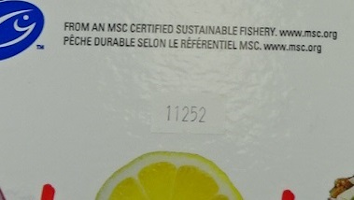 FROM AN MSC CERTIFIED SUSTAINABLE FISHERY. www.msc.org
PÊCHE DURABLE SELON LE RÉFÉRENTIEL MSC. www.msc.org
11252